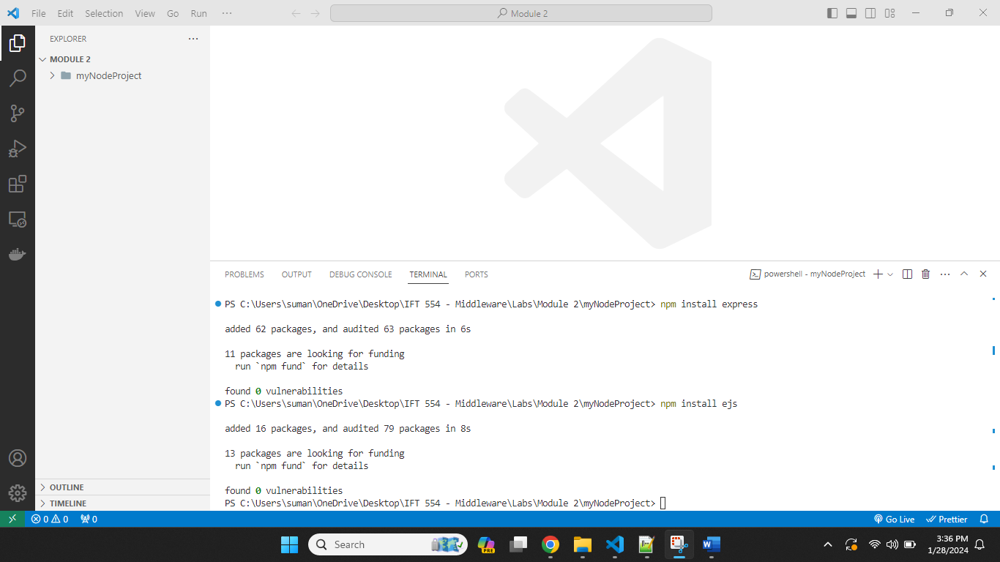 File Edit Selection View Go Run ··· Module 2
EXPLORER ···
MODULE 2
myNodeProject
PROBLEMS OUTPUT DEBUG CONSOLE TERMINAL PORTS powershell - myNodeProject
PS C:\Users\suman\OneDrive\Desktop\IFT 554 - Middleware\Labs\Module 2\myNodeProject> npm install express
added 62 packages, and audited 63 packages in 6s
11 packages are looking for funding
run `npm fund` for details
found 0 vulnerabilities
PS C:\Users\suman\OneDrive\Desktop\IFT 554 - Middleware\Labs\Module 2\myNodeProject> npm install ejs
added 16 packages, and audited 79 packages in 8s
13 packages are looking for funding
run `npm fund` for details
found 0 vulnerabilities
PS C:\Users\suman\OneDrive\Desktop\IFT 554 - Middleware\Labs\Module 2\myNodeProject>
OUTLINE
TIMELINE
0 0 0 Go Live Prettier
Search PRE
3:36 PM
1/28/2024